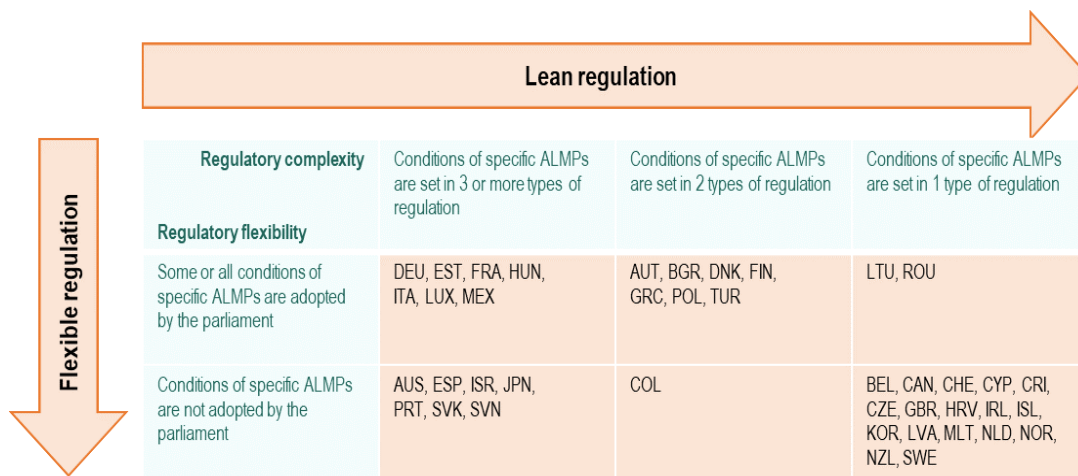 Lean regulation
Flexible regulation
Regulatory complexity
Regulatory flexibility
Conditions of specific ALMPs
are set in 3 or more types of
regulation
Conditions of specific ALMPs
are set in 2 types of regulation
Conditions of specific ALMPs
are set in 1 type of regulation
Some or all conditions of
specific ALMPs are adopted
by the parliament
DEU, EST, FRA, HUN,
ITA, LUX, MEX
AUT, BGR, DNK, FIN,
GRC, POL, TUR
LTU, ROU
Conditions of specific ALMPs
are not adopted by the
parliament
AUS, ESP, ISR, JPN,
PRT, SVK, SVN
COL
BEL, CAN, CHE, CYP, CRI,
CZE, GBR, HRV, IRL, ISL,
KOR, LVA, MLT, NLD, NOR,
NZL, SWE